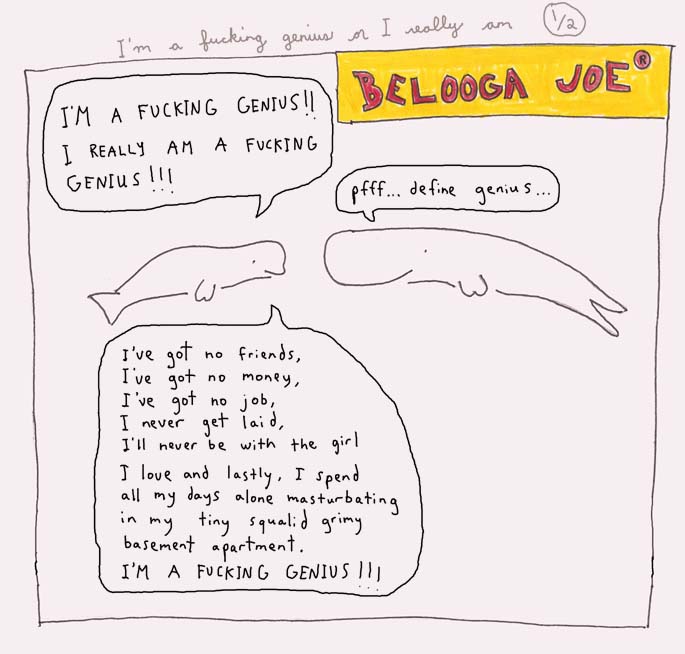 I'm a fucking genius or I really am 1/2
BELOOGA JOE®
I'M A FUCKING GENIUS!!
I REALLY AM A FUCKING
GENIUS!!!
pfff... define genius...
I've got no friends,
I've got no money,
I've got no job,
I never get laid,
I'll never be with the girl
I love and lastly, I spend
all my days alone masturbating
in my tiny squalid grimy
basement apartment.
I'M A FUCKING GENIUS!!!